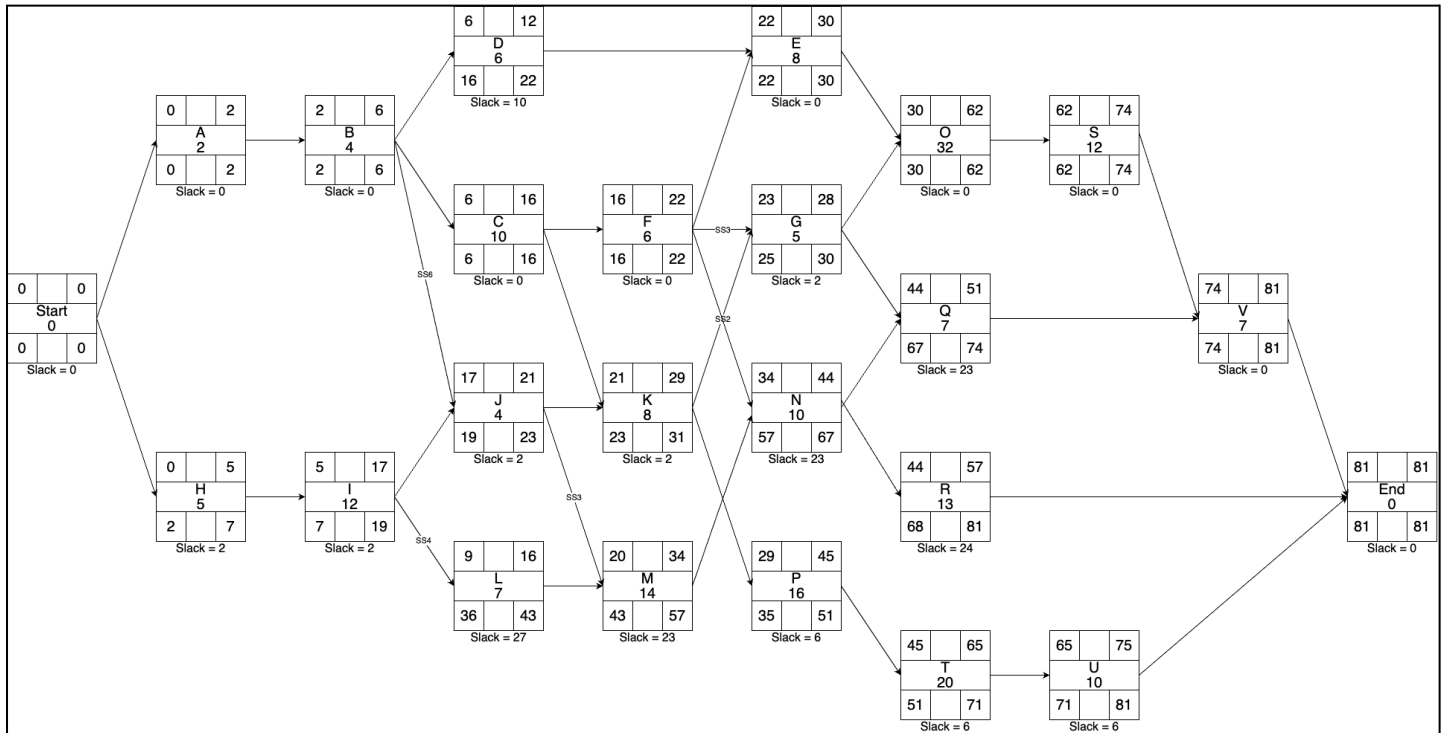 6 12
D
6
16 22
Slack = 10
22 30
E
8
22 30
Slack = 0
0 2
A
2
0 2
Slack = 0
2 6
B
4
2 6
Slack = 0
30 62
O
32
30 62
Slack = 0
62 74
S
12
62 74
Slack = 0
6 16
C
10
6 16
Slack = 0
16 22
F
6
16 22
Slack = 0
SS3
23 28
G
5
25 30
Slack = 2
SS6
0 0
Start
0
0 0
Slack = 0
SS2
44 51
Q
7
67 74
Slack = 23
74 81
V
7
74 81
Slack = 0
17 21
J
4
19 23
Slack = 2
21 29
K
8
23 31
Slack = 2
34 44
N
10
57 67
Slack = 23
0 5
H
5
2 7
Slack = 2
5 17
I
12
7 19
Slack = 2
SS4
SS3
44 57
R
13
68 81
Slack = 24
81 81
End
0
81 81
Slack = 0
9 16
L
7
36 43
Slack = 27
20 34
M
14
43 57
Slack = 23
29 45
P
16
35 51
Slack = 6
45 65
T
20
51 71
Slack = 6
65 75
U
10
71 81
Slack = 6